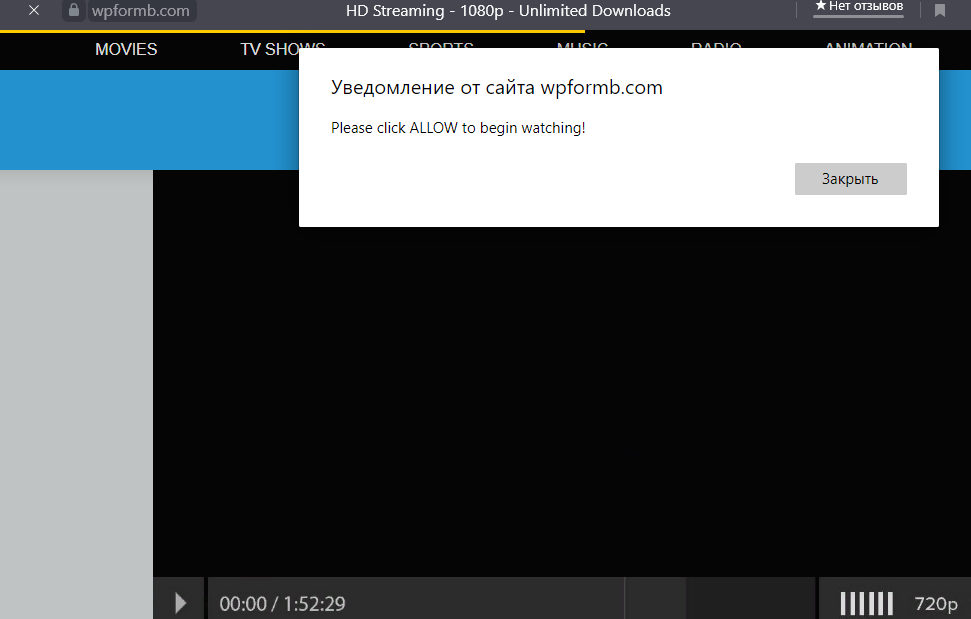 wpformb.com
HD Streaming - 1080p - Unlimited Downloads
★ Нет отзывов
MOVIES
TV SHOWS
SPORTS
MUSIC
RADIO
ANIMATION
Уведомление от сайта wpformb.com
Please click ALLOW to begin watching!
Закрыть
00:00 / 1:52:29
720p